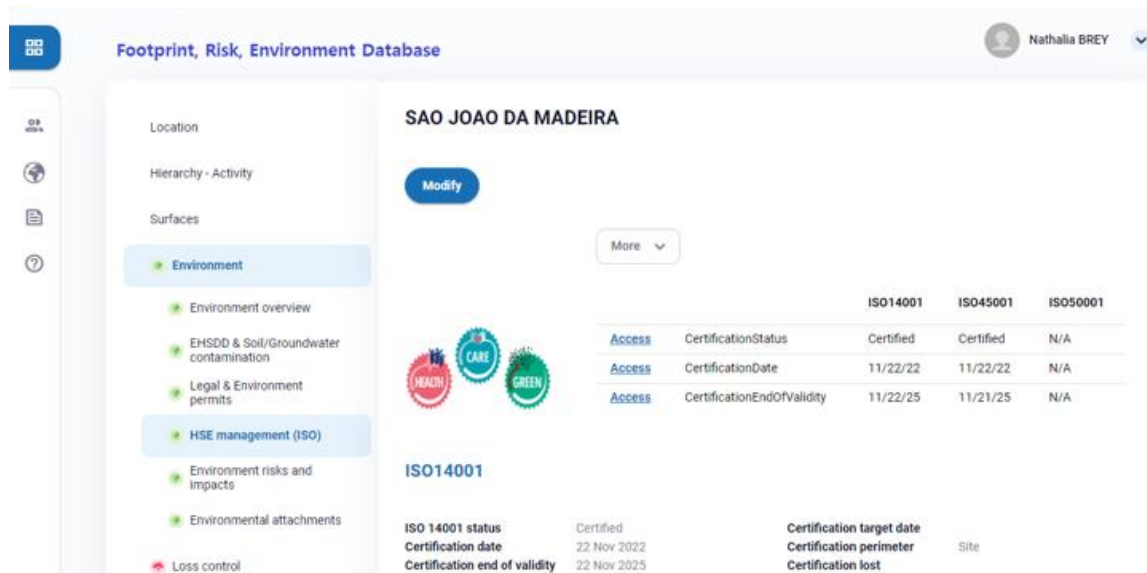 Footprint, Risk, Environment Database
Nathalia BREY
Location
Hierarchy - Activity
Surfaces
Environment
Environment overview
EHSDD & Soil/Groundwater
contamination
Legal & Environment
permits
HSE management (ISO)
Environment risks and
impacts
Environmental attachments
Loss control
SAO JOAO DA MADEIRA
Modify
More
ISO14001 ISO45001 ISO50001
Access CertificationStatus Certified Certified N/A
Access CertificationDate 11/22/22 11/22/22 N/A
Access CertificationEndOfValidity 11/22/25 11/21/25 N/A
HEALTH CARE GREEN
ISO14001
ISO 14001 status Certified Certification target date
Certification date 22 Nov 2022 Certification perimeter Site
Certification end of validity 22 Nov 2025 Certification lost